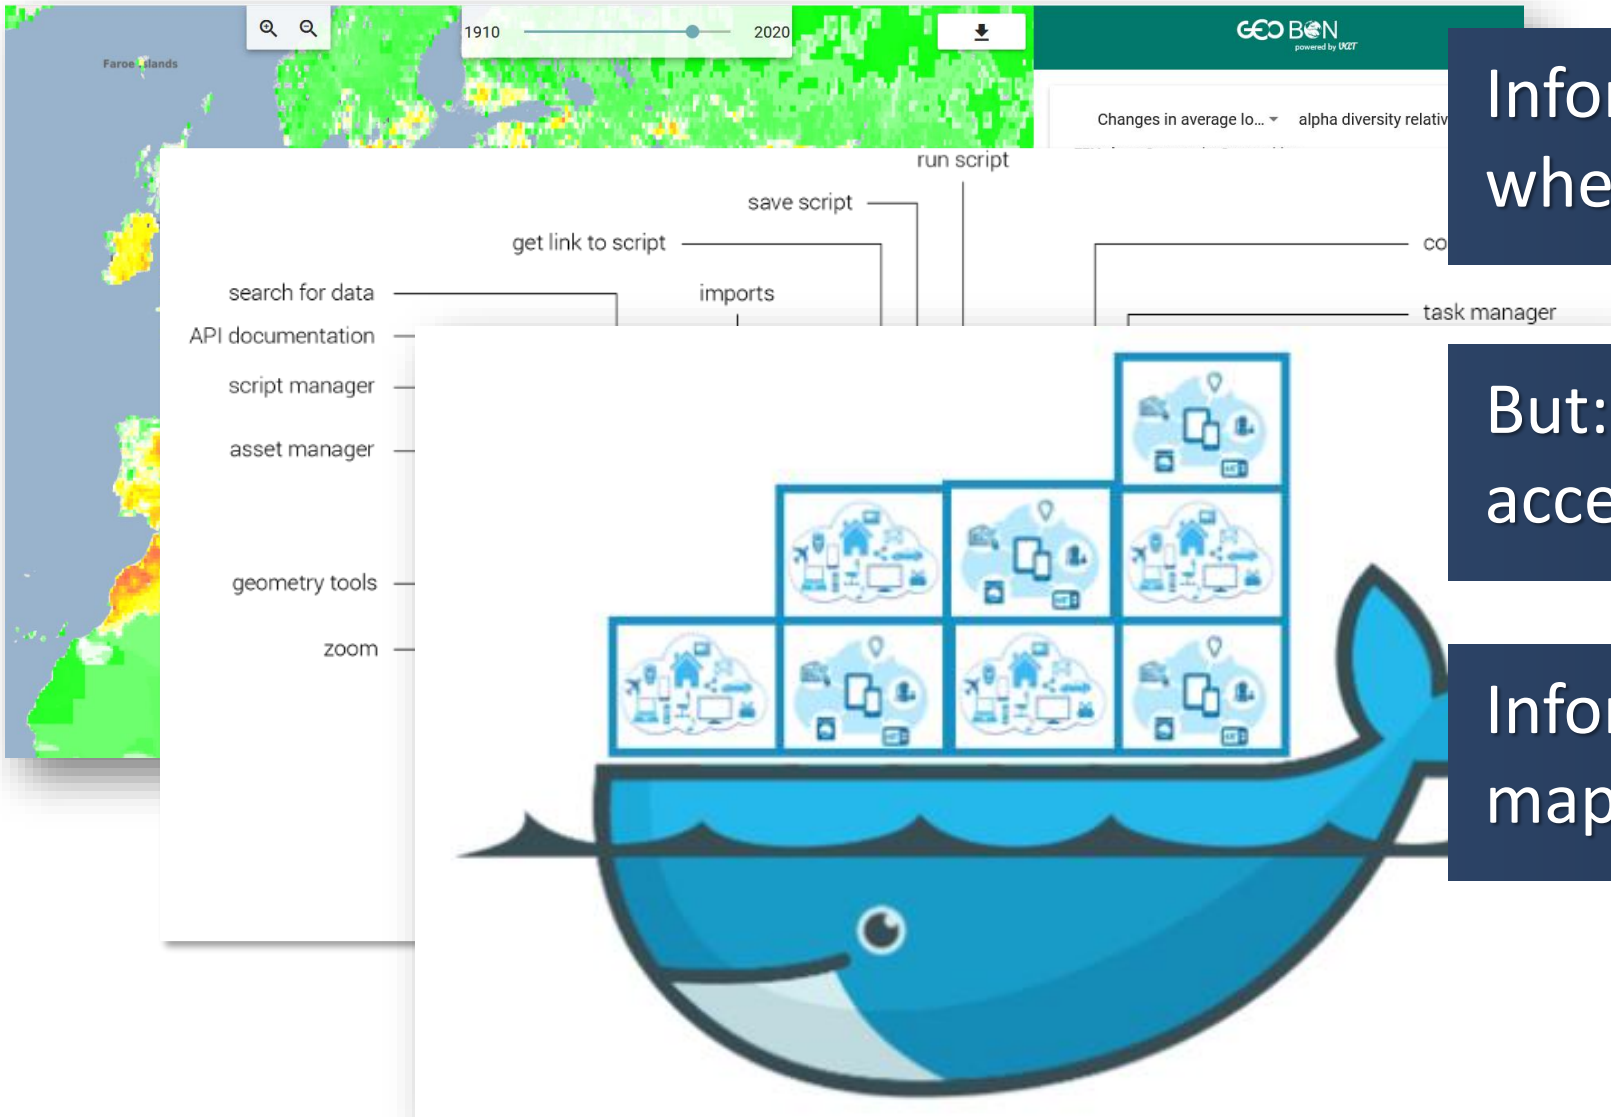 Faroe Islands
1910
2020
GEO BON
powered by VAT
Changes in average lo...
alpha diversity relativ
run script
save script
get link to script
co
search for data
imports
task manager
API documentation
script manager
asset manager
geometry tools
zoom
Infor
whe
But:
acce
Infor
map